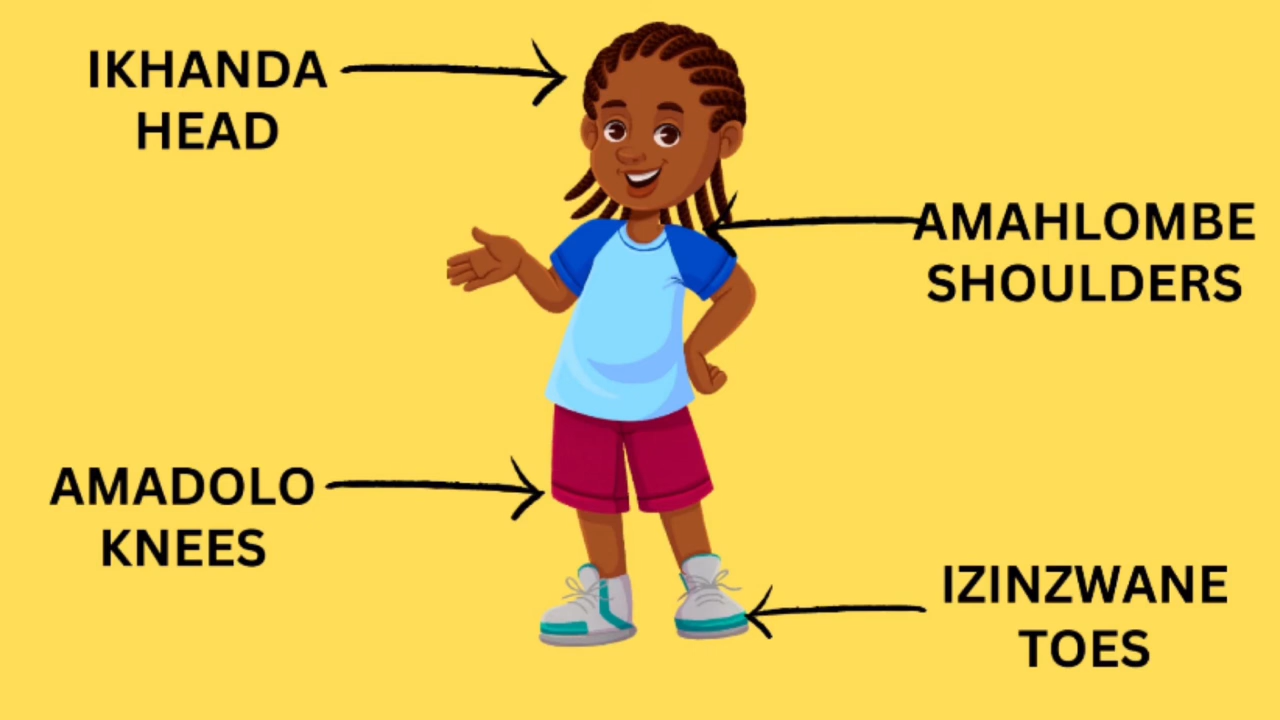 IKHANDA
HEAD
AMAHLOMBE
SHOULDERS
AMADOLO
KNEES
IZINZWANE
TOES